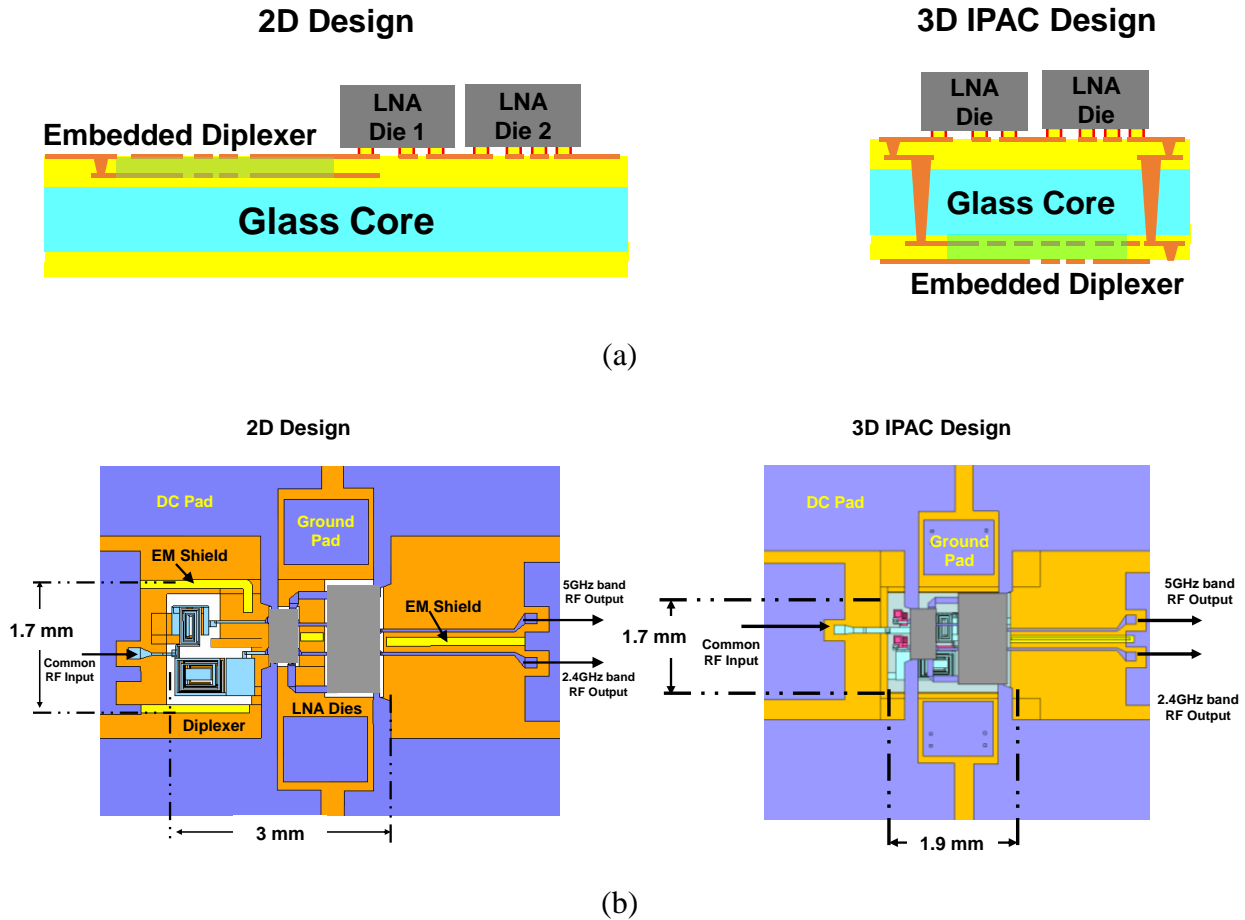 2D Design
3D IPAC Design
LNA
Die 1
LNA
Die 2
Embedded Diplexer
Glass Core
LNA
Die
LNA
Die
Glass Core
Embedded Diplexer
(a)
2D Design
DC Pad
Ground
Pad
EM Shield
EM Shield
1.7 mm
Common
RF Input
5GHz band
RF Output
2.4GHz band
RF Output
Diplexer
LNA Dies
3 mm
3D IPAC Design
DC Pad
Ground
Pad
1.7 mm
Common
RF Input
5GHz band
RF Output
2.4GHz band
RF Output
1.9 mm
(b)